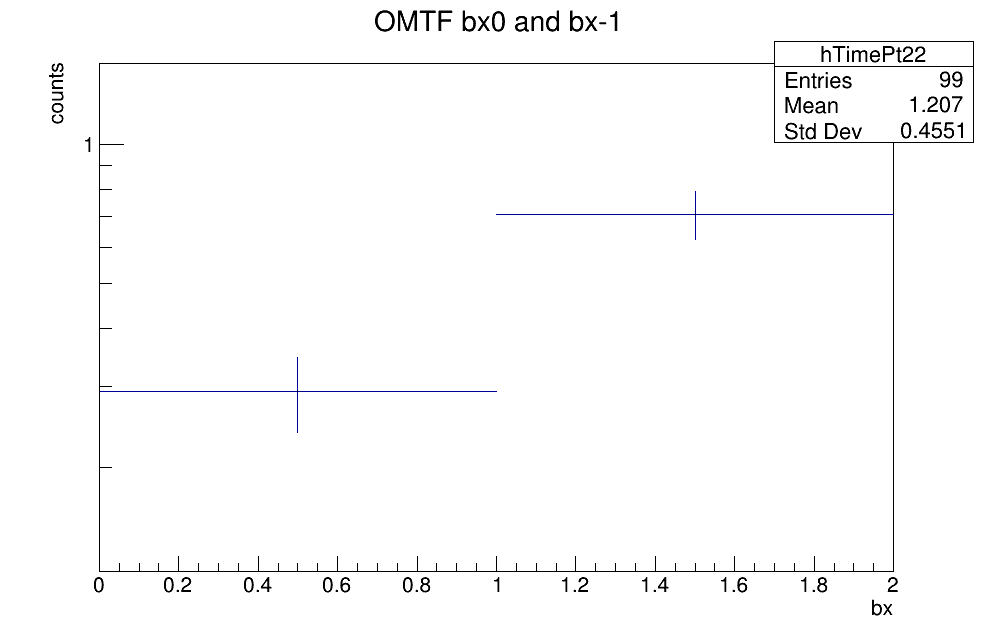 OMTF bx0 and bx-1
hTimePt22
Entries 99
Mean 1.207
Std Dev 0.4551
counts
1
0 0.2 0.4 0.6 0.8 1 1.2 1.4 1.6 1.8 2
bx